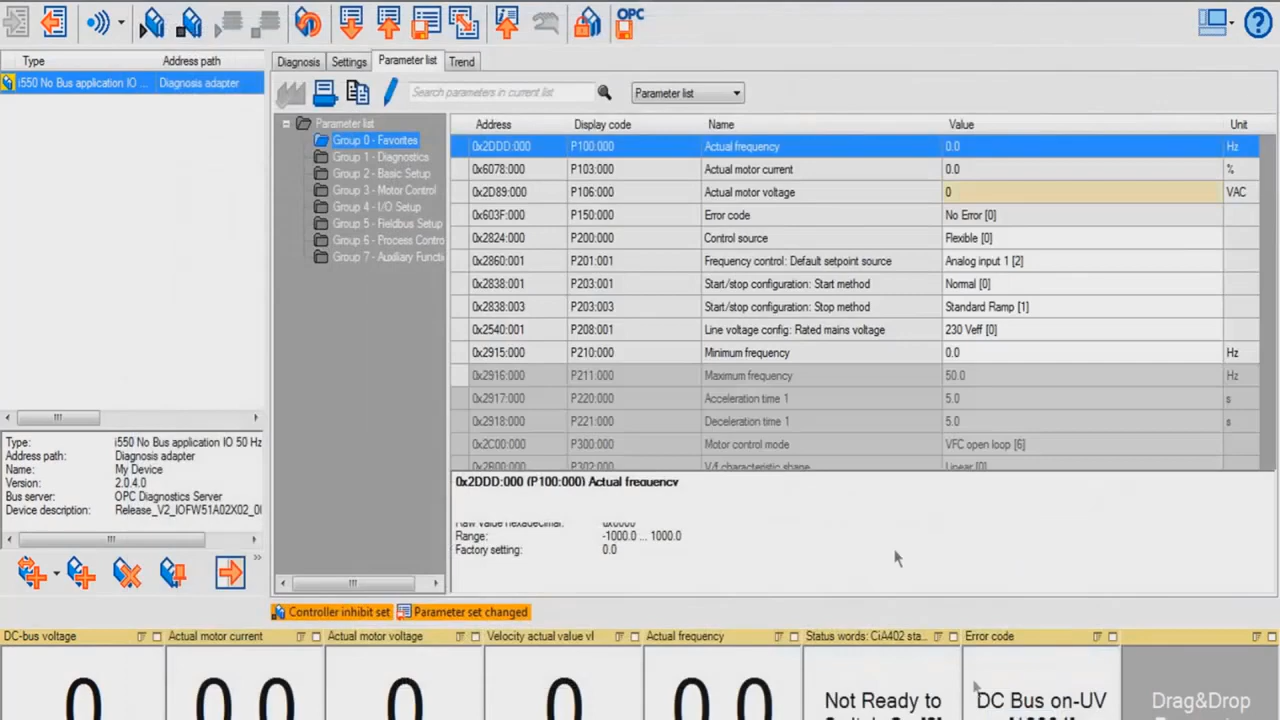 OPC
Type Address path
i550 No Bus application IO ... Diagnosis adapter
Diagnosis Settings Parameter list Trend
Search parameters in current list Parameter list
Parameter list
Group 0 - Favorites
Group 1 - Diagnostics
Group 2 - Basic Setup
Group 3 - Motor Control
Group 4 - I/O Setup
Group 5 - Fieldbus Setup
Group 6 - Process Contro
Group 7 - Auxiliary Functi
Address Display code Name Value Unit
0x2DDD:000 P100:000 Actual frequency 0.0 Hz
0x6078:000 P103:000 Actual motor current 0.0 %
0x2D89:000 P106:000 Actual motor voltage 0 VAC
0x603F:000 P150:000 Error code No Error [0]
0x2824:000 P200:000 Control source Flexible [0]
0x2860:001 P201:001 Frequency control: Default setpoint source Analog input 1 [2]
0x2838:001 P203:001 Start/stop configuration: Start method Normal [0]
0x2838:003 P203:003 Start/stop configuration: Stop method Standard Ramp [1]
0x2540:001 P208:001 Line voltage config: Rated mains voltage 230 Veff [0]
0x2915:000 P210:000 Minimum frequency 0.0 Hz
0x2916:000 P211:000 Maximum frequency 50.0 Hz
0x2917:000 P220:000 Acceleration time 1 5.0 s
0x2918:000 P221:000 Deceleration time 1 5.0 s
0x2C00:000 P300:000 Motor control mode VFC open loop [6]
0x2B00:000 P302:000 V/f characteristic shape Linear [0]
0x2DDD:000 (P100:000) Actual frequency
Raw value hexadecimal: 0x0000
Range: -1000.0 ... 1000.0
Factory setting: 0.0
Type: i550 No Bus application IO 50 Hz
Address path: Diagnosis adapter
Name: My Device
Version: 2.0.4.0
Bus server: OPC Diagnostics Server
Device description: Release_V2_IOFW51A02X02_0
Controller inhibit set Parameter set changed
DC-bus voltage Actual motor current Actual motor voltage Velocity actual value vl Actual frequency Status words: CiA402 sta... Error code
0 0.0 0 0 0.0 Not Ready to DC Bus on-UV Drag&Drop